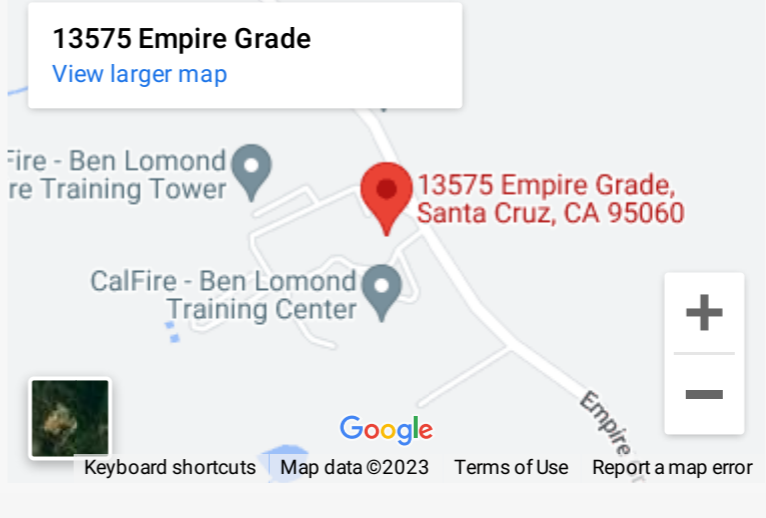 13575 Empire Grade
View larger map
Fire - Ben Lomond
re Training Tower
13575 Empire Grade,
Santa Cruz, CA 95060
CalFire - Ben Lomond
Training Center
Empire Gr
Google
Keyboard shortcuts
Map data ©2023
Terms of Use
Report a map error